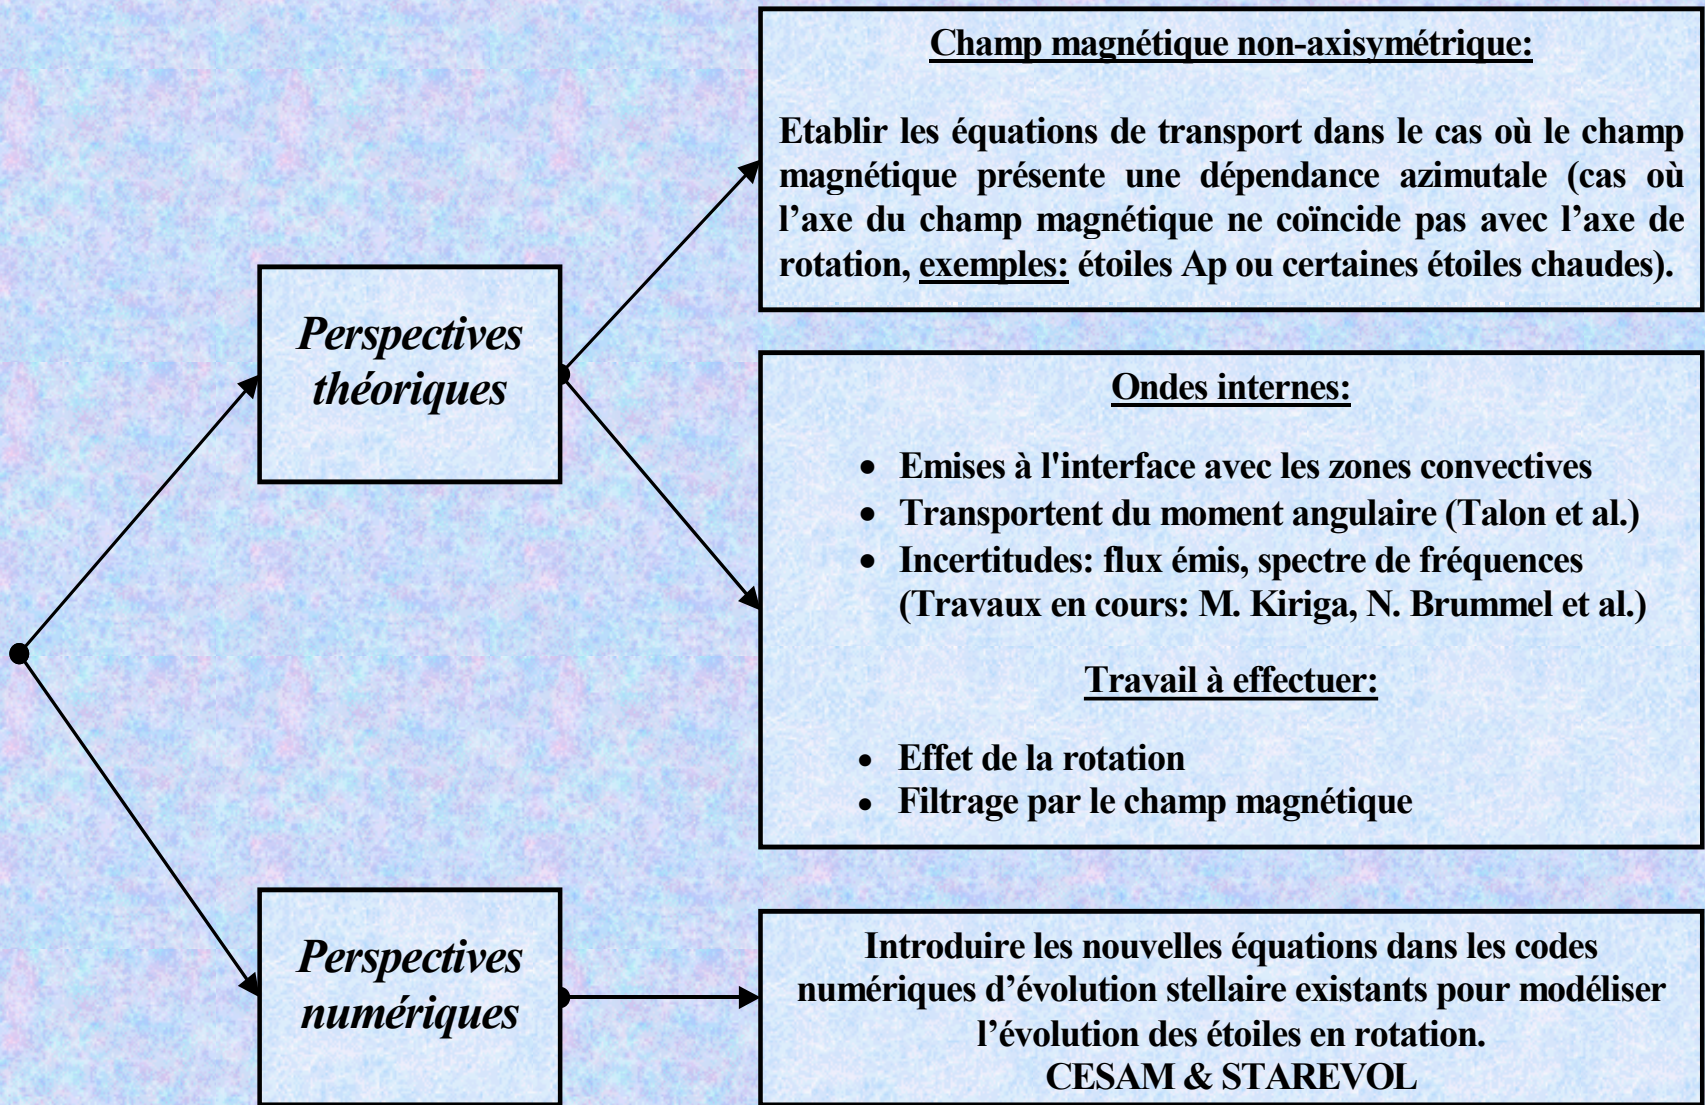 Champ magnétique non-axisymétrique:
Etablir les équations de transport dans le cas où le champ
magnétique présente une dépendance azimutale (cas où
l’axe du champ magnétique ne coïncide pas avec l’axe de
rotation, exemples: étoiles Ap ou certaines étoiles chaudes).
Perspectives
théoriques
Ondes internes:
• Emises à l'interface avec les zones convectives
• Transportent du moment angulaire (Talon et al.)
• Incertitudes: flux émis, spectre de fréquences
(Travaux en cours: M. Kiriga, N. Brummel et al.)
Travail à effectuer:
• Effet de la rotation
• Filtrage par le champ magnétique
Perspectives
numériques
Introduire les nouvelles équations dans les codes
numériques d’évolution stellaire existants pour modéliser
l’évolution des étoiles en rotation.
CESAM & STAREVOL